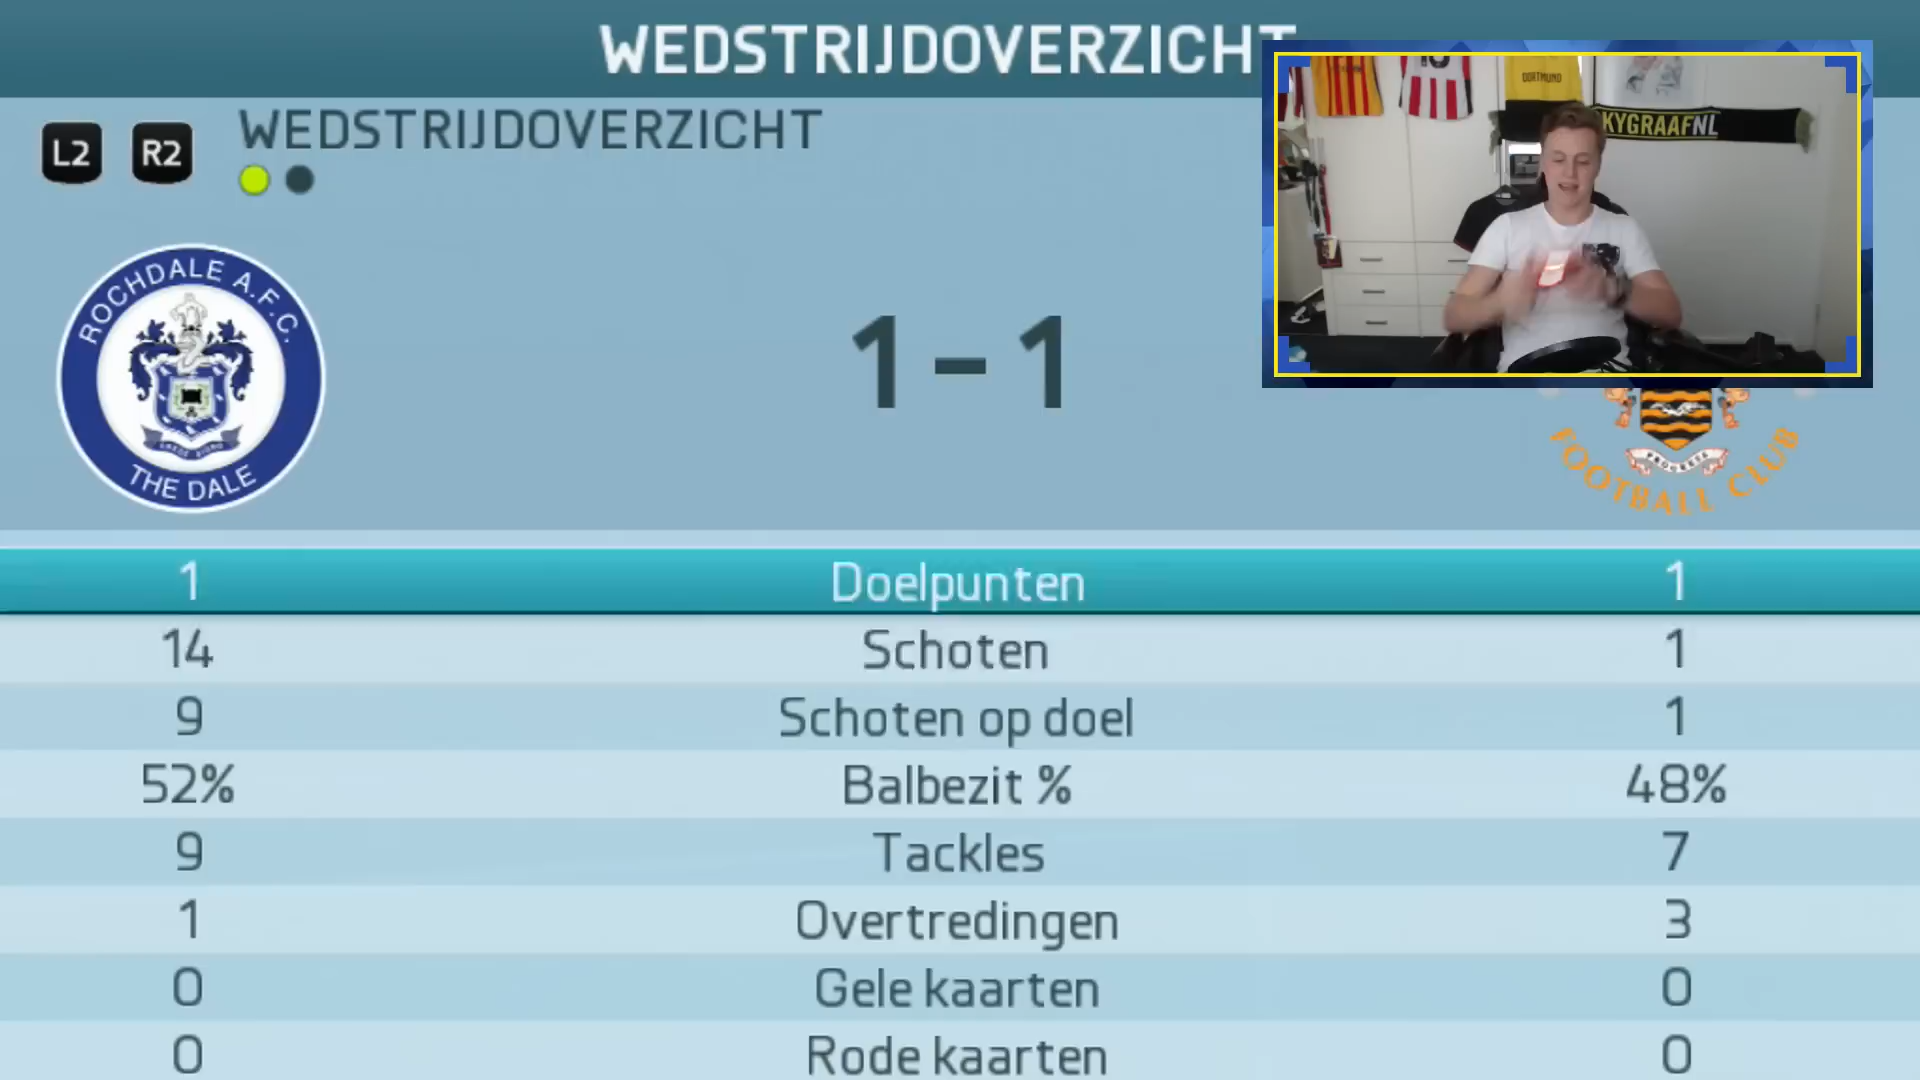 WEDSTRIJDOVERZICHT
L2 R2 WEDSTRIJDOVERZICHT
DORTMUND
KYGRAAFNL
ROCHDALE A.F.C.
THE DALE
1 - 1
PROGRESS
FOOTBALL CLUB
1 Doelpunten 1
14 Schoten 1
9 Schoten op doel 1
52% Balbezit % 48%
9 Tackles 7
1 Overtredingen 3
0 Gele kaarten 0
0 Rode kaarten 0